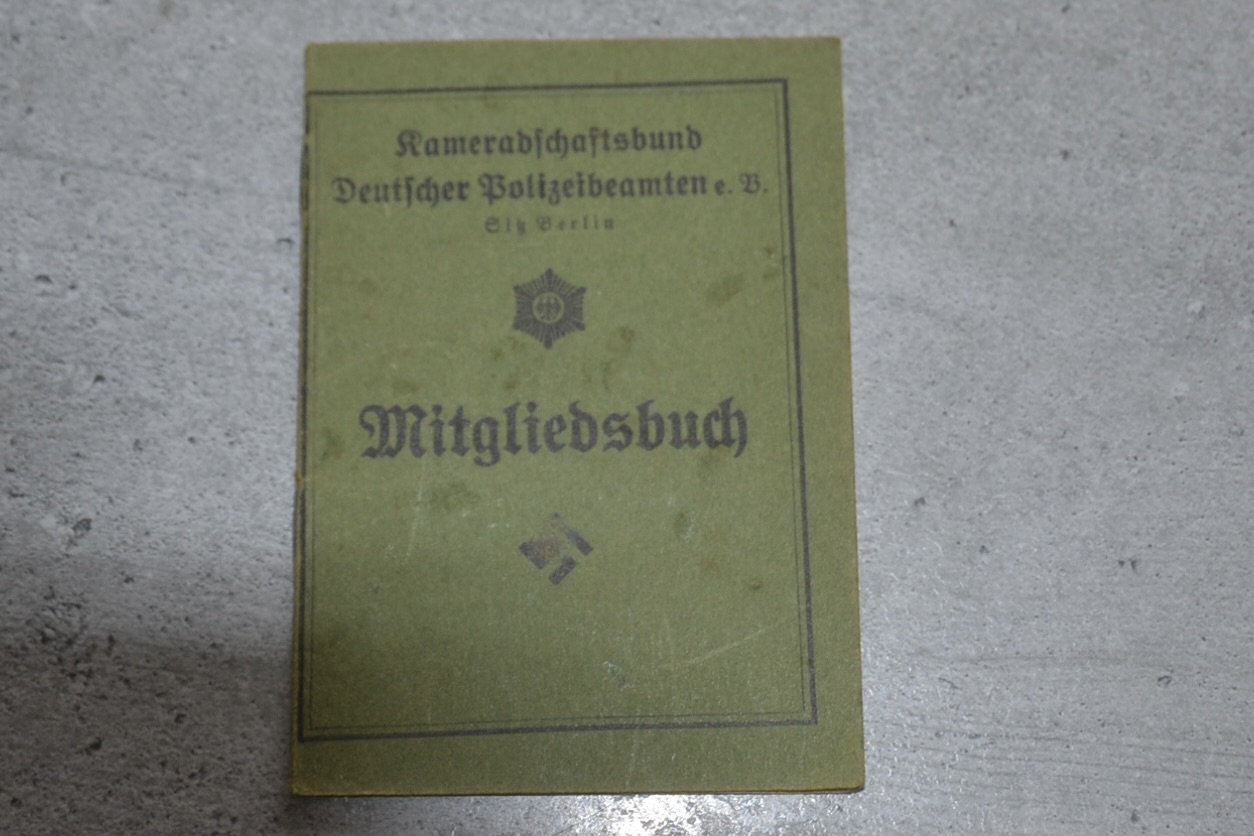 Kameradschaftsbund
Deutscher Polizeibeamten e. V.
Sitz Berlin
Mitgliedsbuch